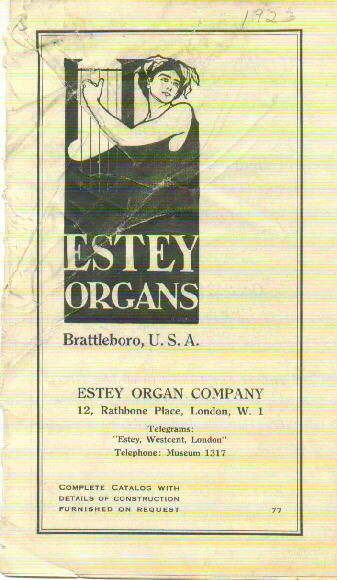 1923
ESTEY
ORGANS
Brattleboro, U. S. A.
ESTEY ORGAN COMPANY
12, Rathbone Place, London, W. 1
Telegrams:
"Estey, Westcent, London"
Telephone: Museum 1317
COMPLETE CATALOG WITH
DETAILS OF CONSTRUCTION
FURNISHED ON REQUEST
77